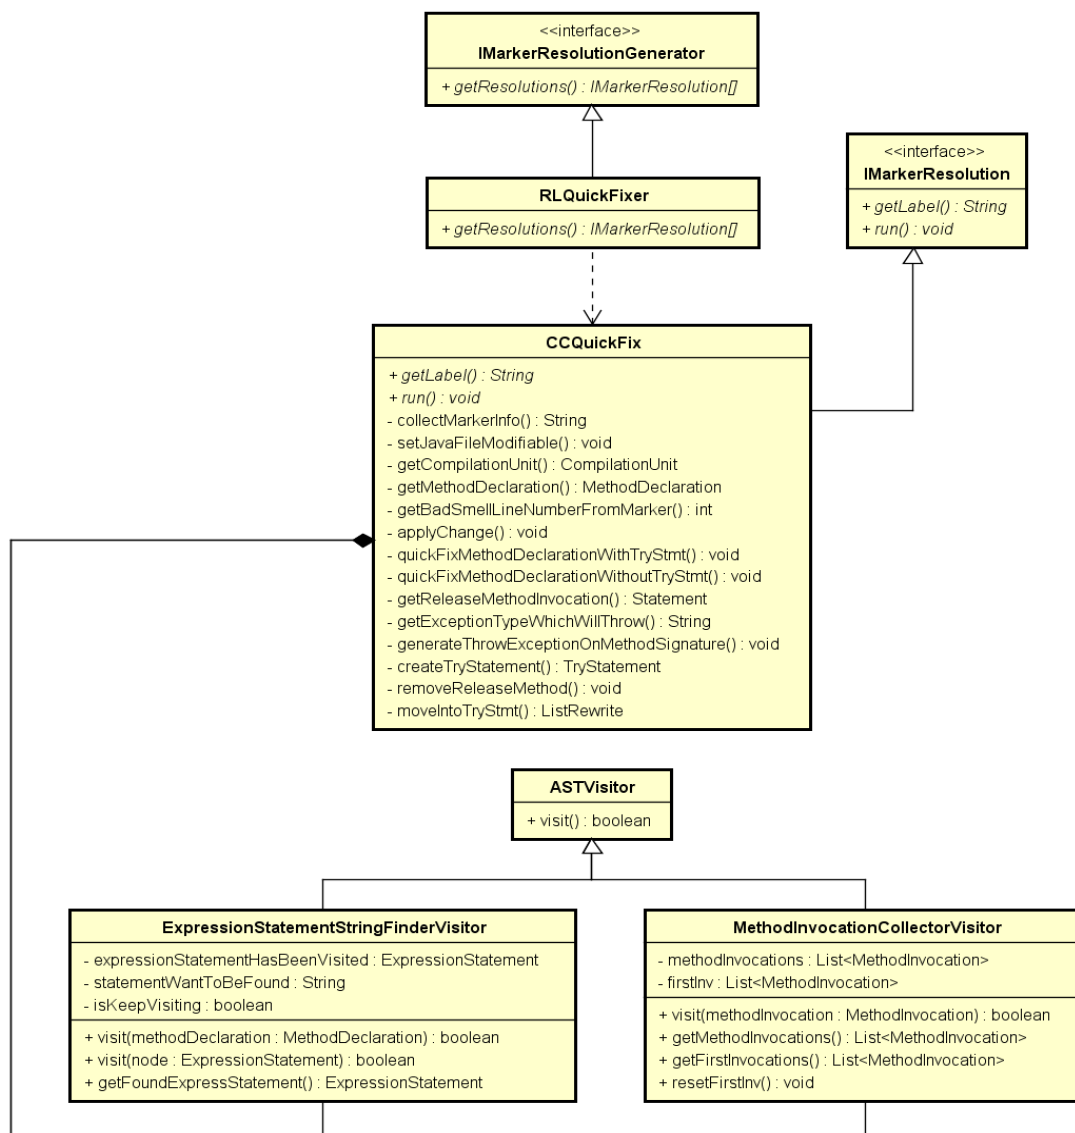 <<interface>>
IMarkerResolutionGenerator
+ getResolutions() : IMarkerResolution[]
<<interface>>
IMarkerResolution
+ getLabel() : String
+ run() : void
RLQuickFixer
+ getResolutions() : IMarkerResolution[]
CCQuickFix
+ getLabel() : String
+ run() : void
- collectMarkerInfo() : String
- setJavaFileModifiable() : void
- getCompilationUnit() : CompilationUnit
- getMethodDeclaration() : MethodDeclaration
- getBadSmellLineNumberFromMarker() : int
- applyChange() : void
- quickFixMethodDeclarationWithTryStmt() : void
- quickFixMethodDeclarationWithoutTryStmt() : void
- getReleaseMethodInvocation() : Statement
- getExceptionTypeWhichWillThrow() : String
- generateThrowExceptionOnMethodSignature() : void
- createTryStatement() : TryStatement
- removeReleaseMethod() : void
- moveIntoTryStmt() : ListRewrite
ASTVisitor
+ visit() : boolean
ExpressionStatementStringFinderVisitor
- expressionStatementHasBeenVisited : ExpressionStatement
- statementWantToBeFound : String
- isKeepVisiting : boolean
+ visit(methodDeclaration : MethodDeclaration) : boolean
+ visit(node : ExpressionStatement) : boolean
+ getFoundExpressStatement() : ExpressionStatement
MethodInvocationCollectorVisitor
- methodInvocations : List<MethodInvocation>
- firstInv : List<MethodInvocation>
+ visit(methodInvocation : MethodInvocation) : boolean
+ getMethodInvocations() : List<MethodInvocation>
+ getFirstInvocations() : List<MethodInvocation>
+ resetFirstInv() : void